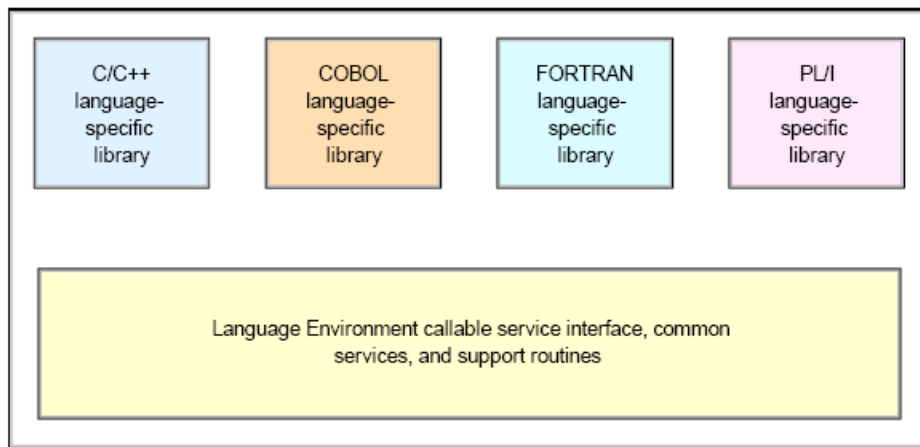 C/C++
language-
specific
library
COBOL
language-
specific
library
FORTRAN
language-
specific
library
PL/I
language-
specific
library
Language Environment callable service interface, common
services, and support routines